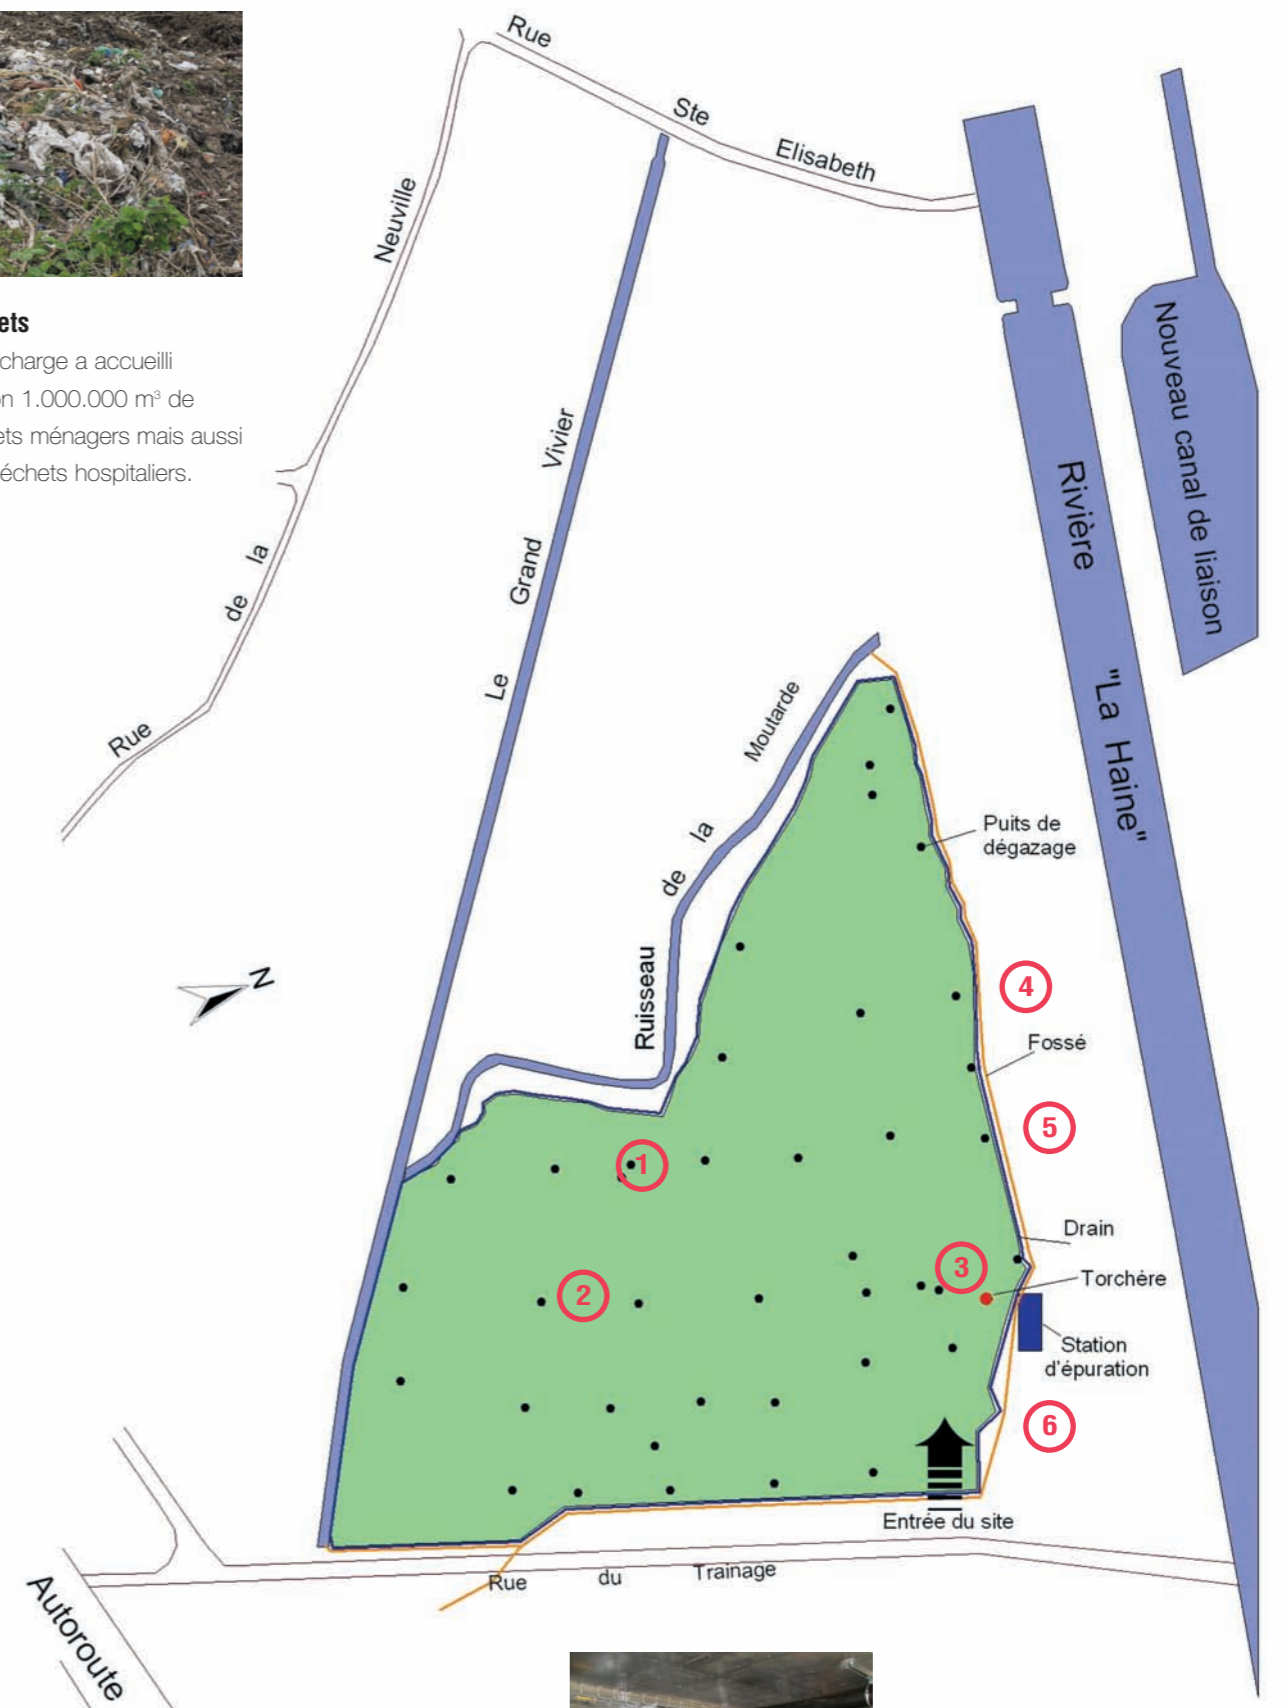 ets
charge a accueilli
on 1.000.000 m³ de
ets ménagers mais aussi
échets hospitaliers.
Rue Ste Elisabeth
Rue de la Neuville
Le Grand Vivier
Nouveau canal de liaison
Rivière "La Haine"
Ruisseau de la Moutarde
Puits de
dégazage
N
4
Fossé
5
1
Drain
3
Torchère
2
Station
d'épuration
6
Entrée du site
Rue du Trainage
Autoroute